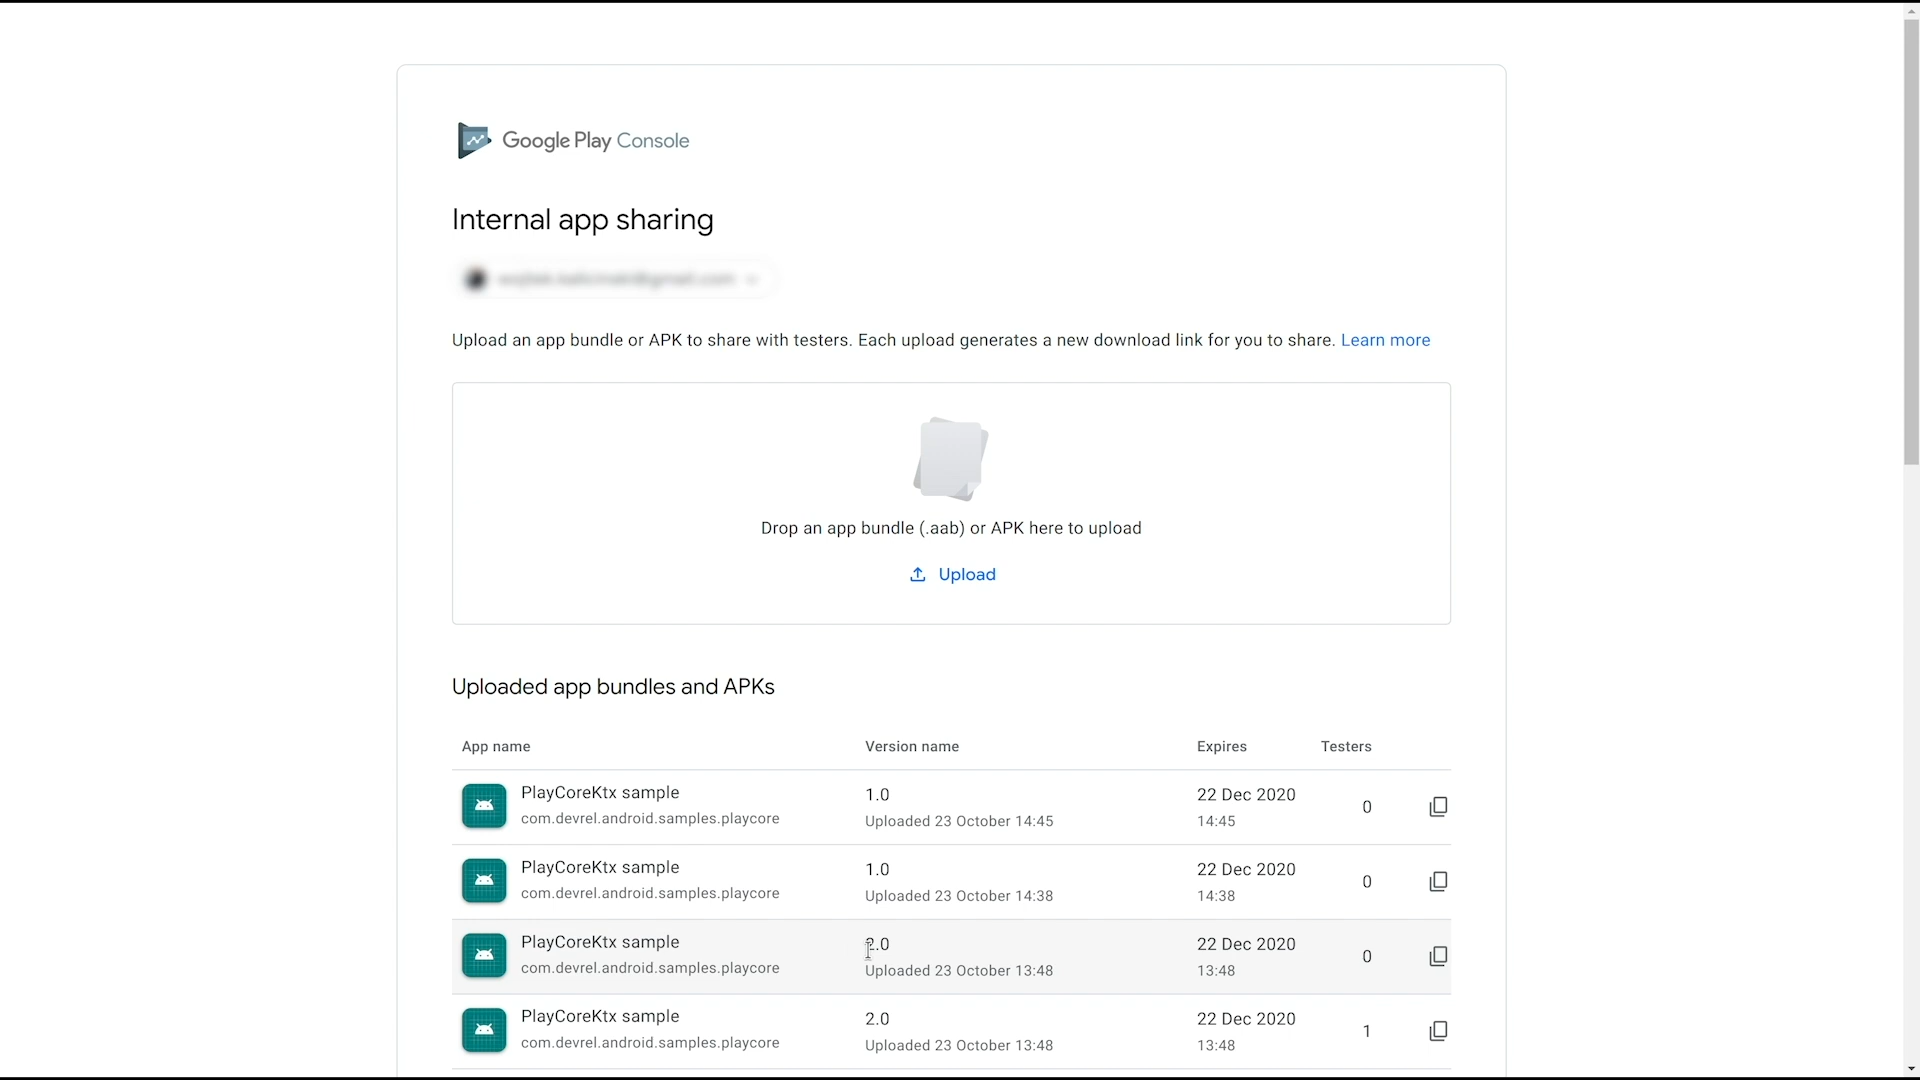 Google Play Console
Internal app sharing
Upload an app bundle or APK to share with testers. Each upload generates a new download link for you to share. Learn more
Drop an app bundle (.aab) or APK here to upload
Upload
Uploaded app bundles and APKs
App name Version name Expires Testers
PlayCoreKtx sample 1.0 22 Dec 2020
com.devrel.android.samples.playcore Uploaded 23 October 14:45 14:45 0
PlayCoreKtx sample 1.0 22 Dec 2020
com.devrel.android.samples.playcore Uploaded 23 October 14:38 14:38 0
PlayCoreKtx sample 2.0 22 Dec 2020
com.devrel.android.samples.playcore Uploaded 23 October 13:48 13:48 0
PlayCoreKtx sample 2.0 22 Dec 2020
com.devrel.android.samples.playcore Uploaded 23 October 13:48 13:48 1